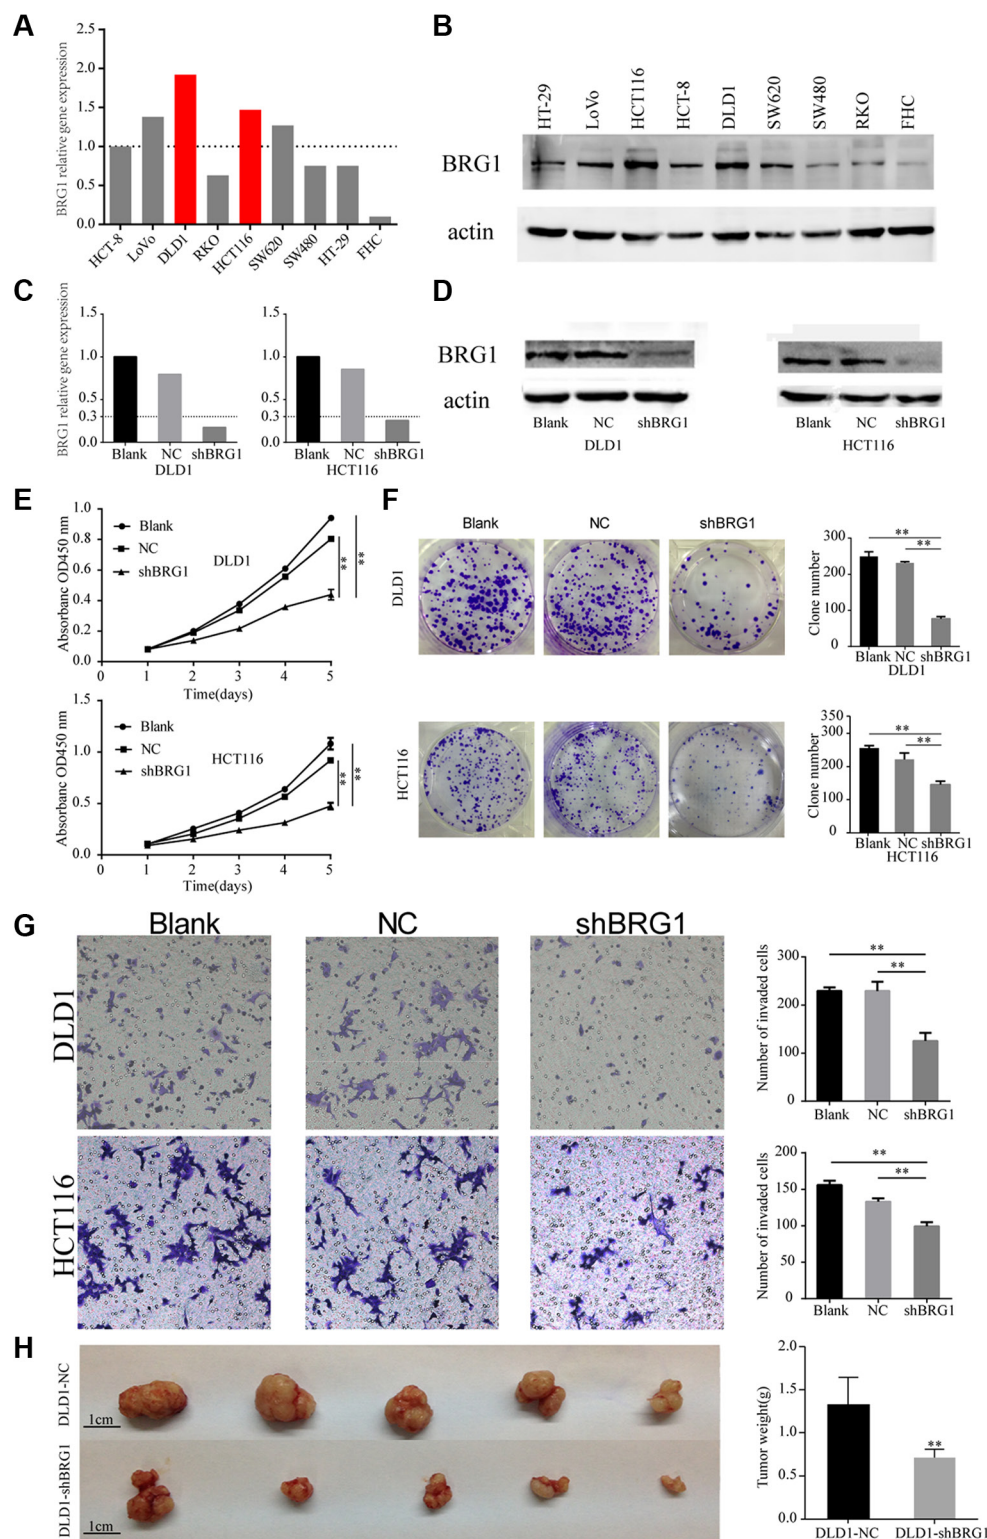 A
BRG1 relative gene expression
2.5
2.0
1.5
1.0
0.5
0.0
HCT-8
LoVo
DLD1
RKO
HCT116
SW620
SW480
HT-29
FHC
B
HT-29
LoVo
HCT116
HCT-8
DLD1
SW620
SW480
RKO
FHC
BRG1
actin
C
BRG1 relative gene expression
1.5
1.0
0.5
0.3
0.0
Blank NC shBRG1
DLD1
1.5
1.0
0.5
0.3
0.0
Blank NC shBRG1
HCT116
D
BRG1
actin
Blank NC shBRG1
DLD1
Blank NC shBRG1
HCT116
E
Absorbanc OD450 nm
1.0
0.8
0.6
0.4
0.2
0.0
Blank
NC
shBRG1
DLD1
**
**
0 1 2 3 4 5
Time(days)
Absorbanc OD450 nm
1.5
1.0
0.5
0.0
Blank
NC
shBRG1
HCT116
**
**
0 1 2 3 4 5
Time(days)
F
Blank NC shBRG1
DLD1
Clone number
300
200
100
0
**
**
Blank NC shBRG1
DLD1
HCT116
Clone number
350
300
200
100
0
**
**
Blank NC shBRG1
HCT116
G
Blank NC shBRG1
DLD1
Number of invaded cells
300
200
100
0
**
**
Blank NC shBRG1
HCT116
Number of invaded cells
200
150
100
50
0
**
**
Blank NC shBRG1
H
DLD1-NC
1cm
DLD1-shBRG1
1cm
Tumor weight(g)
2.0
1.5
1.0
0.5
0.0
**
DLD1-NC DLD1-shBRG1